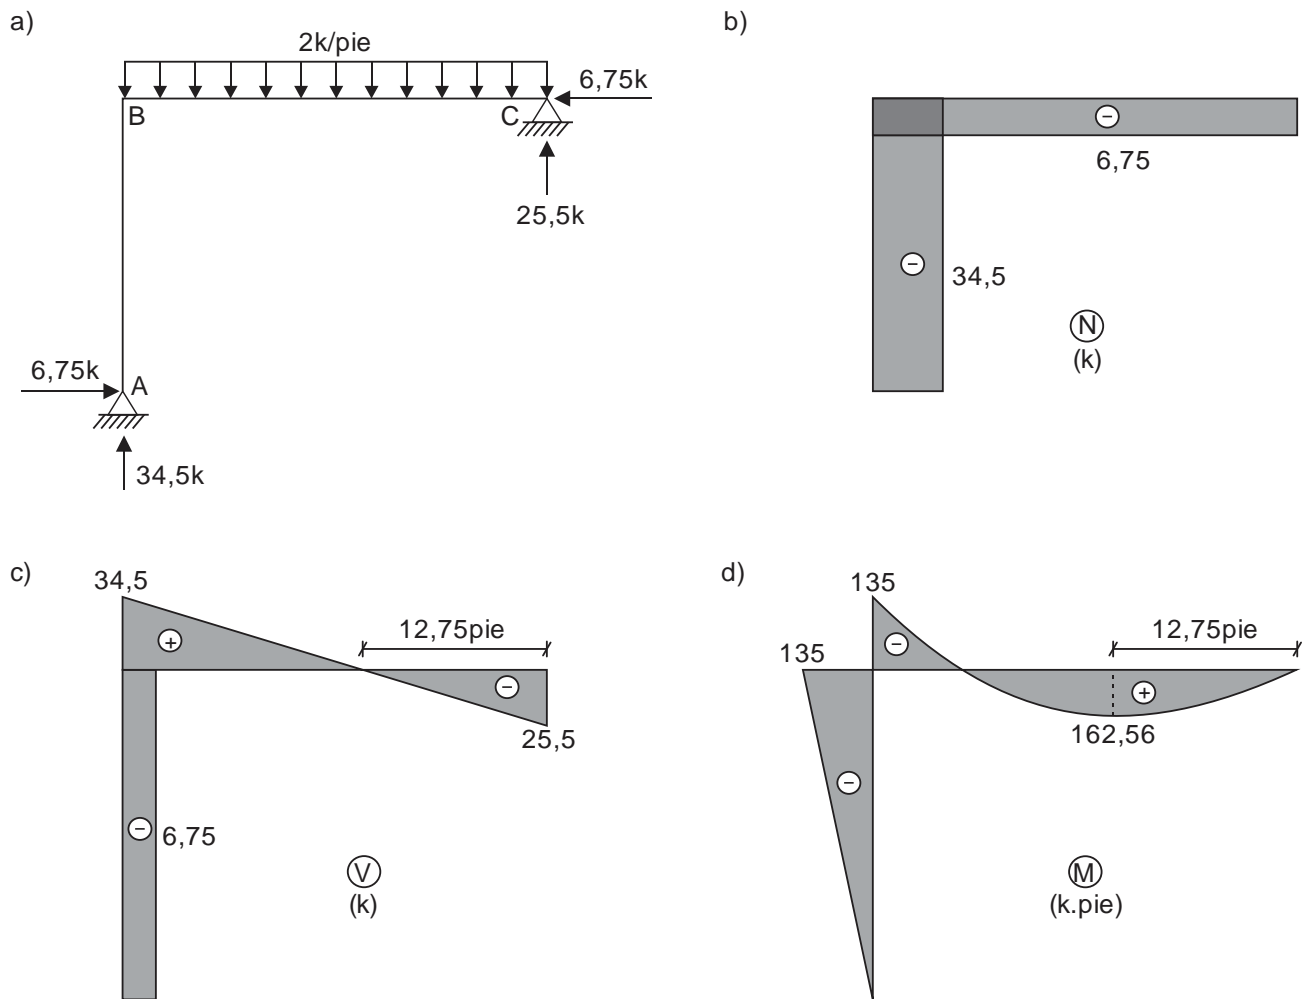 a)
2k/pie
6,75k
B
C
25,5k
6,75k
A
34,5k
b)
−
6,75
−
34,5
N
(k)
c)
34,5
+
12,75pie
−
25,5
−
6,75
V
(k)
d)
135
12,75pie
135
−
+
162,56
−
M
(k.pie)